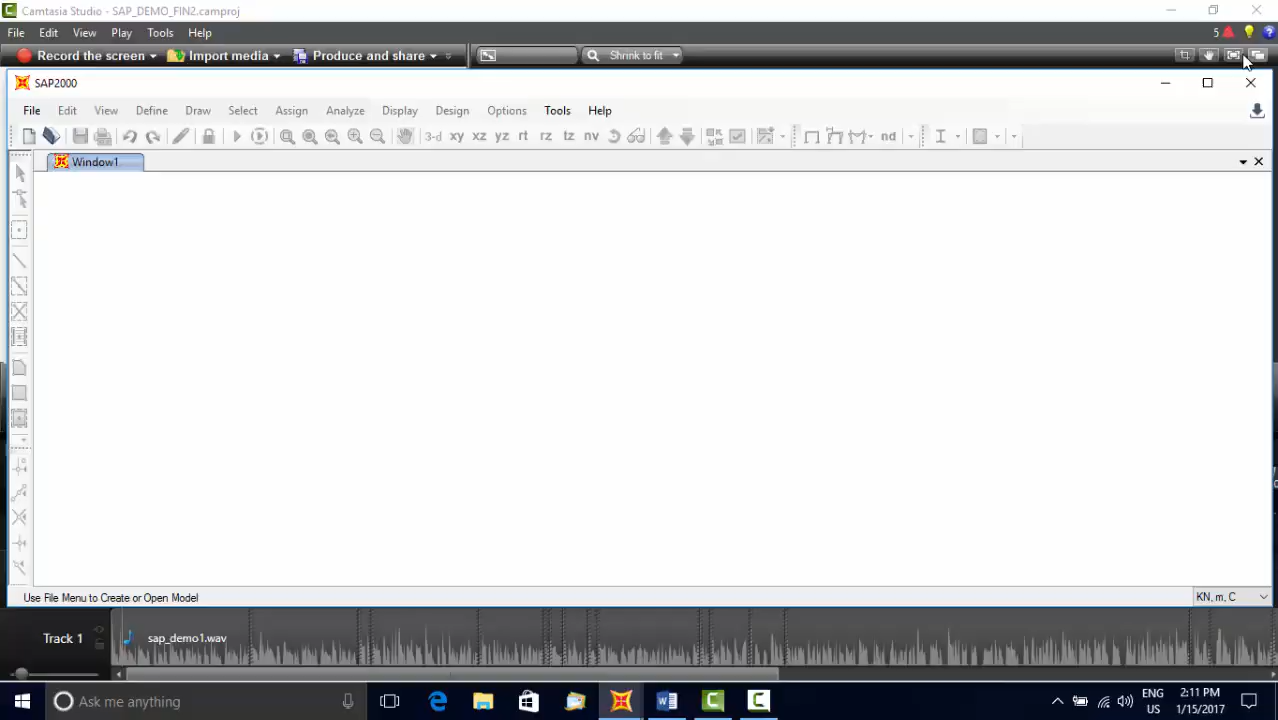 Camtasia Studio - SAP_DEMO_FIN2.camproj
File Edit View Play Tools Help 5
Record the screen Import media Produce and share Shrink to fit
SAP2000
File Edit View Define Draw Select Assign Analyze Display Design Options Tools Help
3-d xy xz yz rt rz tz nv nd
Window1
Use File Menu to Create or Open Model KN, m, C
Track 1 sap_demo1.wav
Ask me anything ENG 2:11 PM
US 1/15/2017